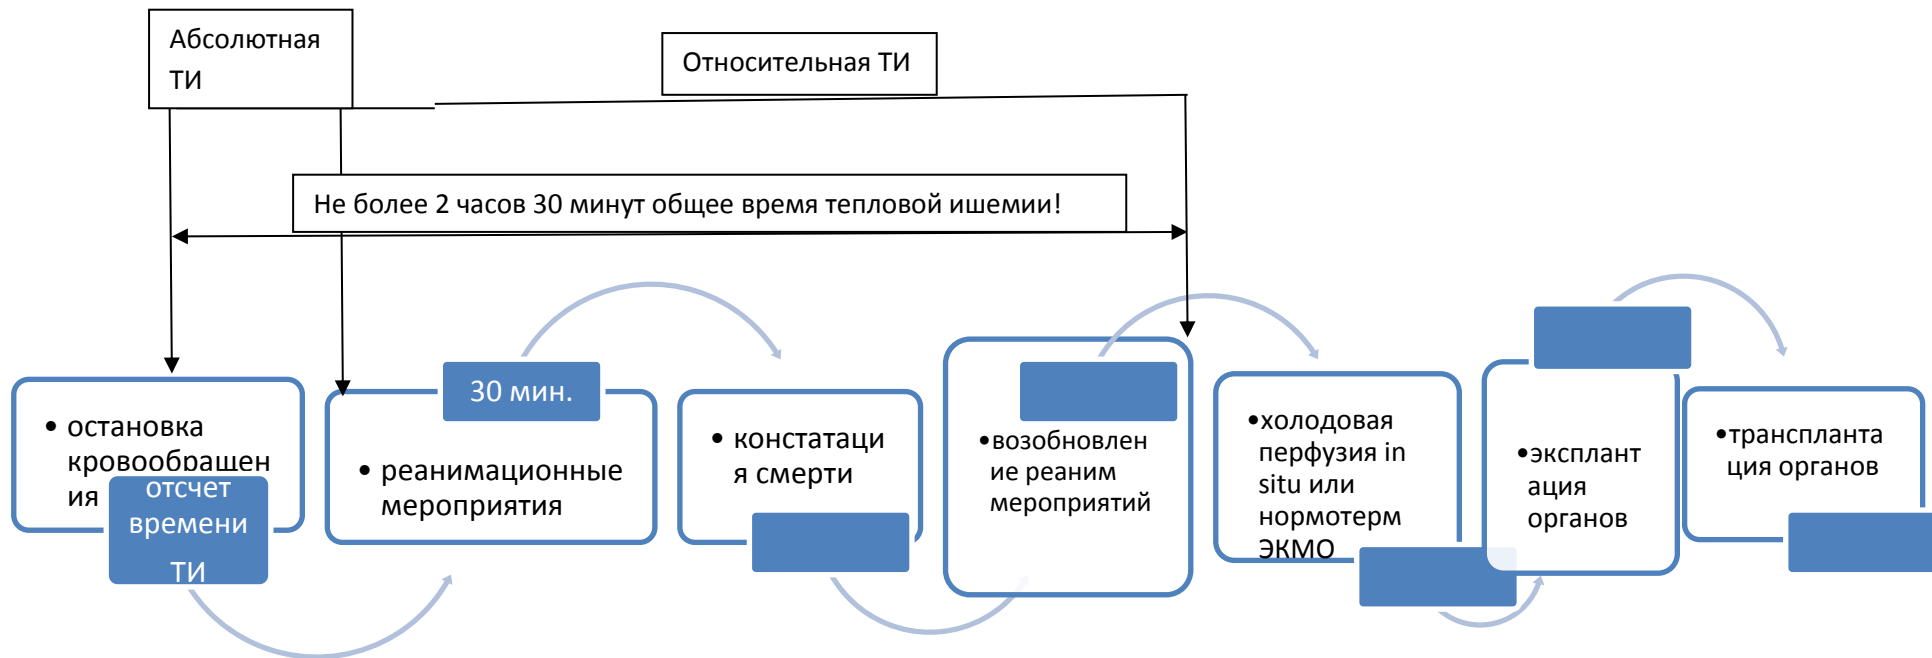 Абсолютная
ТИ
Относительная ТИ
Не более 2 часов 30 минут общее время тепловой ишемии!
• остановка
кровообращен
ия
отсчет
времени
ТИ
30 мин.
• реанимационные
мероприятия
• констатаци
я смерти
•возобновлен
ие реаним
мероприятий
•холодовая
перфузия in
situ или
нормотерм
ЭКМО
•эксплант
ация
органов
•транспланта
ция органов